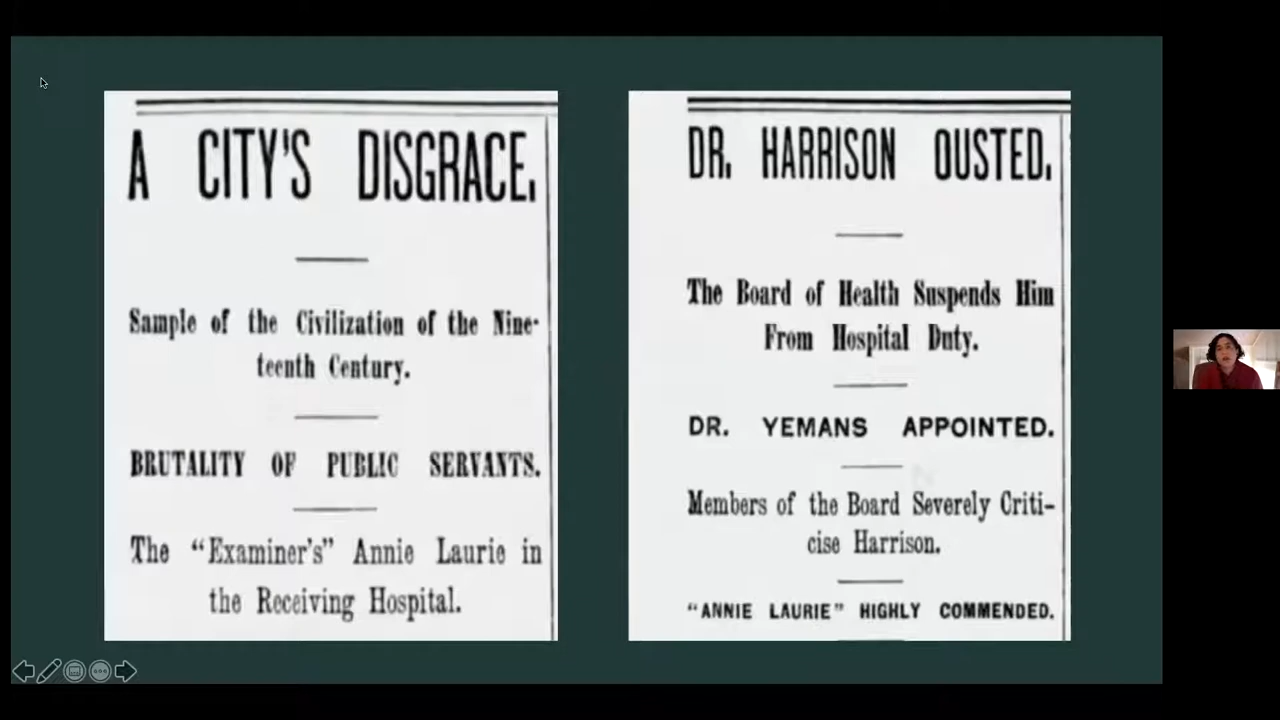 A CITY'S DISGRACE.
Sample of the Civilization of the Nine-
teenth Century.
BRUTALITY OF PUBLIC SERVANTS.
The “Examiner's” Annie Laurie in
the Receiving Hospital.
DR. HARRISON OUSTED.
The Board of Health Suspends Him
From Hospital Duty.
DR. YEMANS APPOINTED.
Members of the Board Severely Criti-
cise Harrison.
“ANNIE LAURIE” HIGHLY COMMENDED.